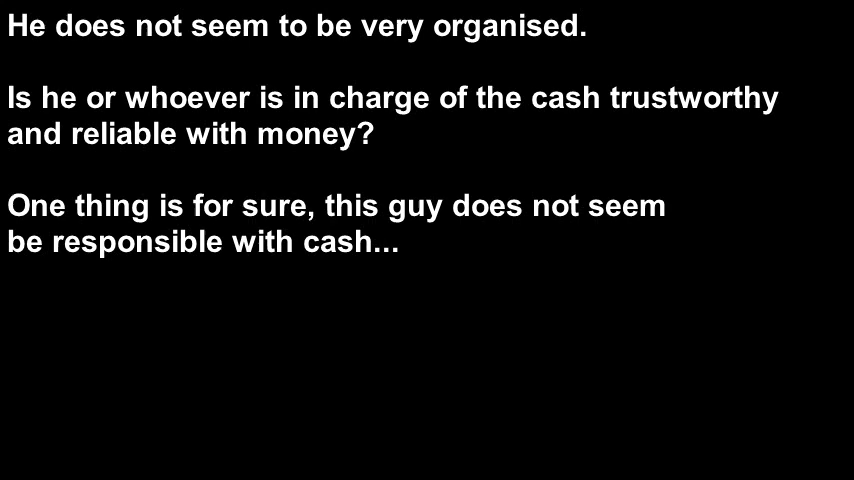 He does not seem to be very organised.
Is he or whoever is in charge of the cash trustworthy
and reliable with money?
One thing is for sure, this guy does not seem
be responsible with cash...